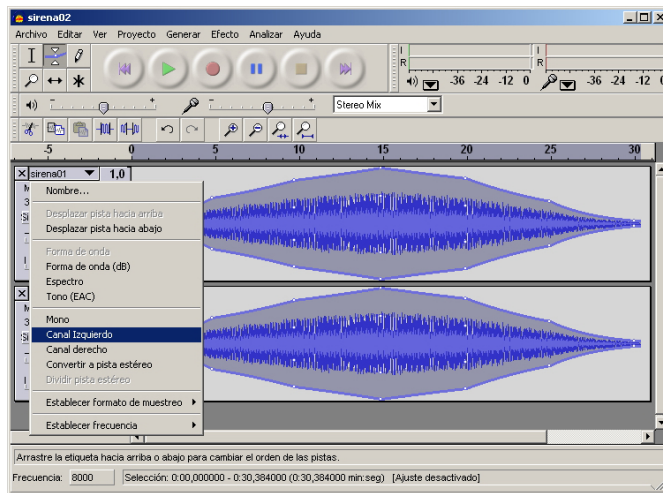 sirena02
Archivo Editar Ver Proyecto Generar Efecto Analizar Ayuda
I
R
-36 -24 -12 0
I
R
-36 -24 -12
Stereo Mix
-5 0 5 10 15 20 25 30
sirena01 1,0
Nombre...
Desplazar pista hacia arriba
Desplazar pista hacia abajo
Forma de onda
Forma de onda (dB)
Espectro
Tono (EAC)
Mono
Canal Izquierdo
Canal derecho
Convertir a pista estéreo
Dividir pista estéreo
Establecer formato de muestreo
Establecer frecuencia
Arrastre la etiqueta hacia arriba o abajo para cambiar el orden de las pistas.
Frecuencia: 8000 Selección: 0:00,000000 - 0:30,384000 (0:30,384000 min:seg) [Ajuste desactivado]